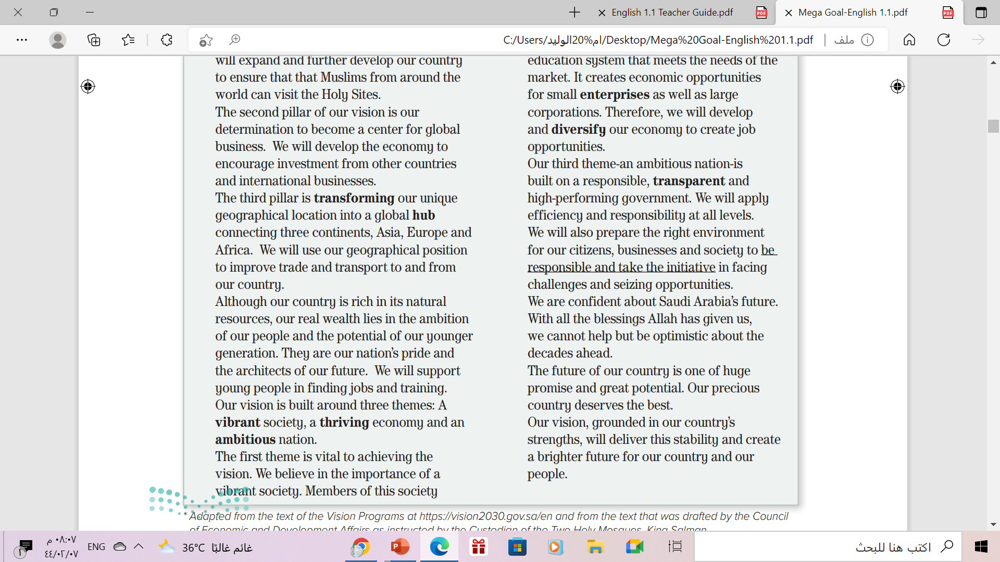 English 1.1 Teacher Guide.pdf
Mega Goal-English 1.1.pdf
C:/Users/ام%20الوليد/Desktop/Mega%20Goal-English%201.1.pdf
ملف
will expand and further develop our country
to ensure that that Muslims from around the
world can visit the Holy Sites.
The second pillar of our vision is our
determination to become a center for global
business. We will develop the economy to
encourage investment from other countries
and international businesses.
The third pillar is transforming our unique
geographical location into a global hub
connecting three continents, Asia, Europe and
Africa. We will use our geographical position
to improve trade and transport to and from
our country.
Although our country is rich in its natural
resources, our real wealth lies in the ambition
of our people and the potential of our younger
generation. They are our nation's pride and
the architects of our future. We will support
young people in finding jobs and training.
Our vision is built around three themes: A
vibrant society, a thriving economy and an
ambitious nation.
The first theme is vital to achieving the
vision. We believe in the importance of a
vibrant society. Members of this society
education system that meets the needs of the
market. It creates economic opportunities
for small enterprises as well as large
corporations. Therefore, we will develop
and diversify our economy to create job
opportunities.
Our third theme-an ambitious nation-is
built on a responsible, transparent and
high-performing government. We will apply
efficiency and responsibility at all levels.
We will also prepare the right environment
for our citizens, businesses and society to be
responsible and take the initiative in facing
challenges and seizing opportunities.
We are confident about Saudi Arabia's future.
With all the blessings Allah has given us,
we cannot help but be optimistic about the
decades ahead.
The future of our country is one of huge
promise and great potential. Our precious
country deserves the best.
Our vision, grounded in our country's
strengths, will deliver this stability and create
a brighter future for our country and our
people.
* Adapted from the text of the Vision Programs at https://vision2030.gov.sa/en and from the text that was drafted by the Council
of Economic and Development Affairs as instructed by the Custodian of the Two Holy Mosques, King Salman
٠٨:٠٧ م
٤٤/٠٢/٠٧
ENG
36°C غائم غالبًا
اكتب هنا للبحث